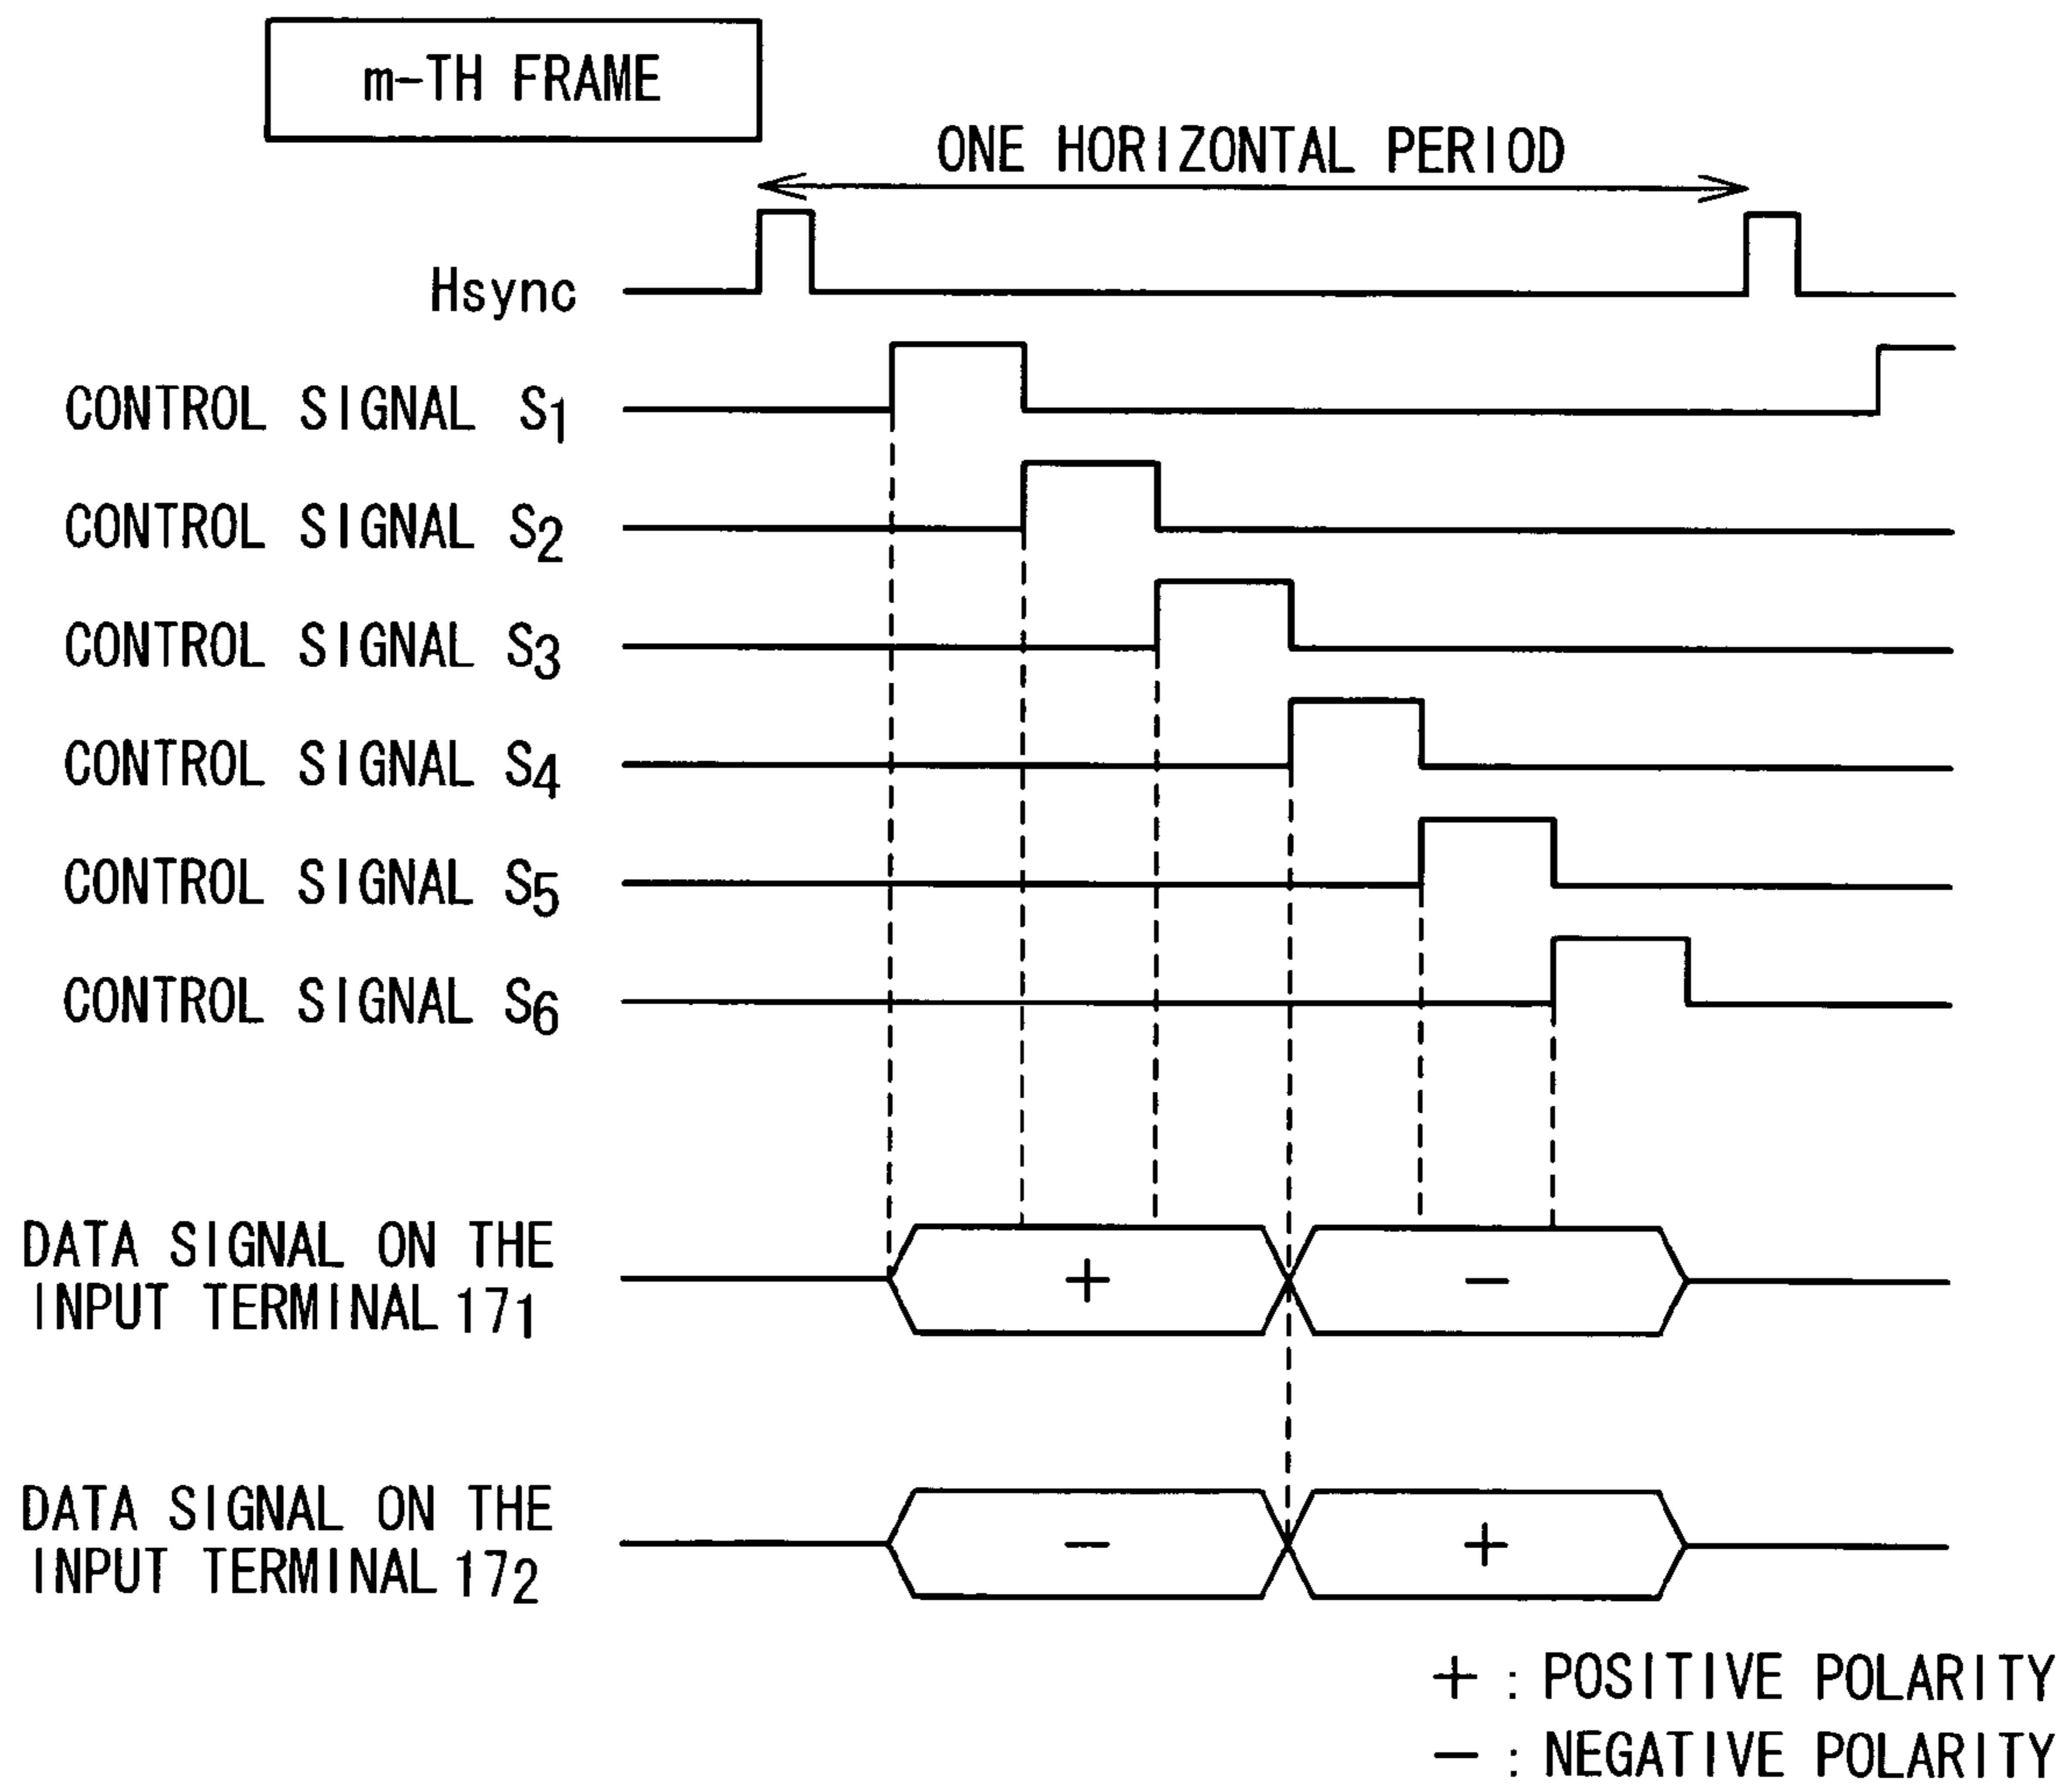 m-TH FRAME
ONE HORIZONTAL PERIOD
Hsync
CONTROL SIGNAL S1
CONTROL SIGNAL S2
CONTROL SIGNAL S3
CONTROL SIGNAL S4
CONTROL SIGNAL S5
CONTROL SIGNAL S6
DATA SIGNAL ON THE
INPUT TERMINAL 171
+ −
DATA SIGNAL ON THE
INPUT TERMINAL 172
− +
+ : POSITIVE POLARITY
− : NEGATIVE POLARITY